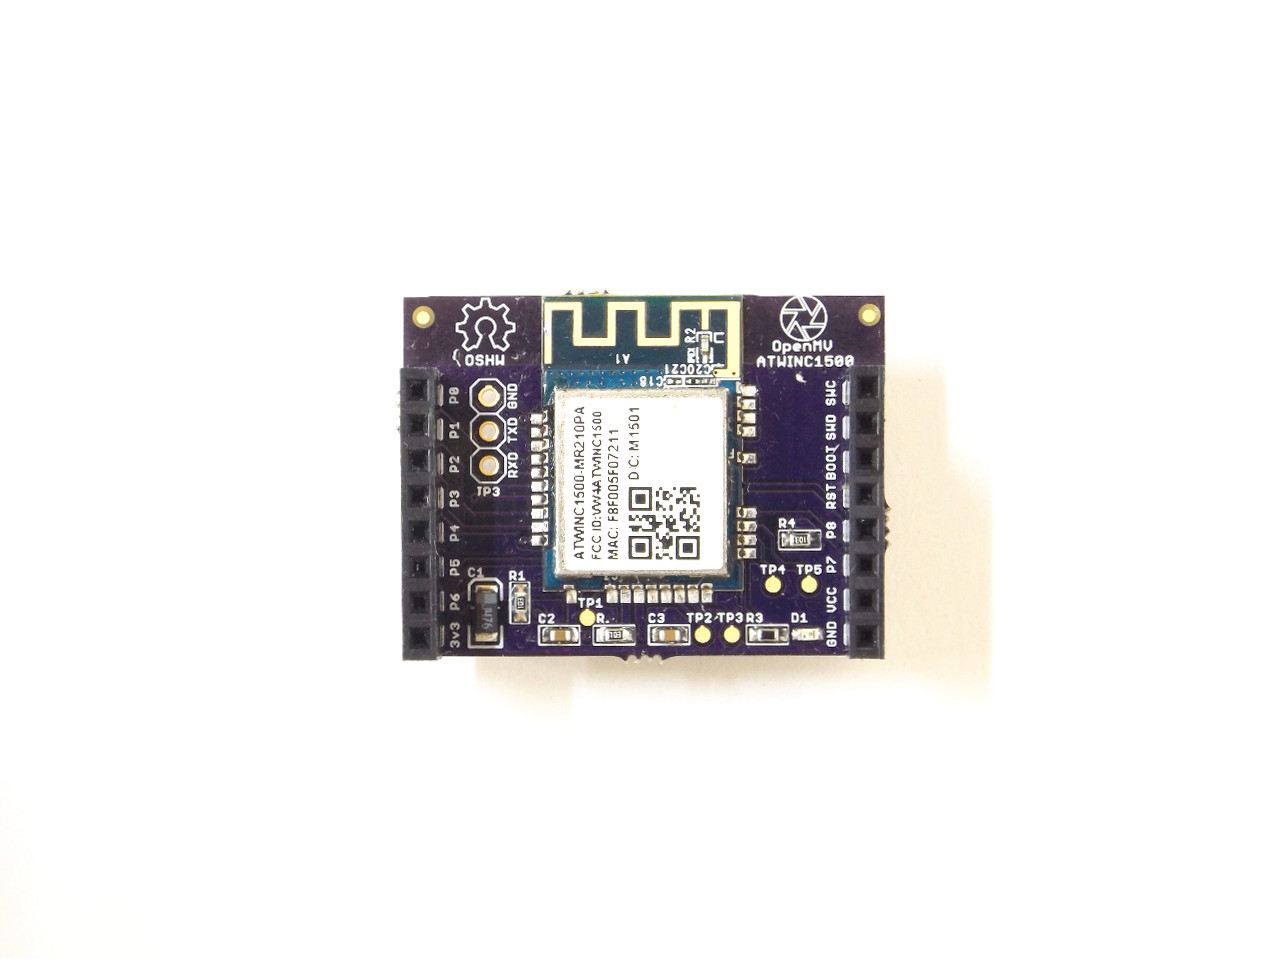 OSHW
OpenMV
ATWINC1500
P0
P1
P2
P3
P4
P5
P6
3v3
GND
TXD
RXD
A1
R2
C18
ATWINC1500-MR210PA
FCC ID:VW4ATWINC1500
MAC: F8F005F07211
D C: M1501
SWC
SWD
BOOT
RST
P8
P7
VCC
GND
R4
TP4
TP5
C1
476
R1
TP1
C2
R
C3
TP2
TP3
R3
D1